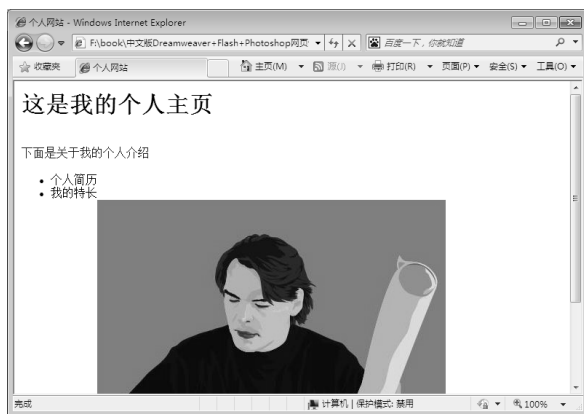 个人网站 - Windows Internet Explorer
F:\book\中文版Dreamweaver+Flash+Photoshop网页
百度一下，你就知道
收藏夹 个人网站 主页(M) 源(J) 打印(R) 页面(P) 安全(S) 工具(O)
这是我的个人主页
下面是关于我的个人介绍
个人简历
我的特长
完成 计算机 | 保护模式: 禁用 100%